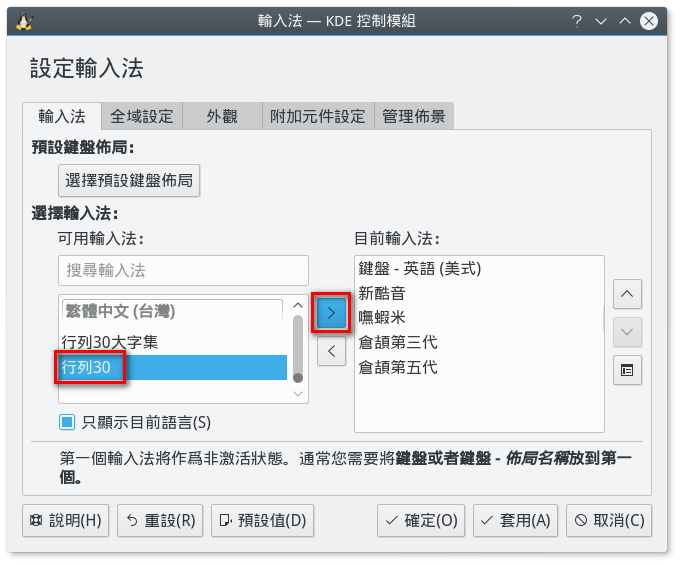 輸入法 — KDE 控制模組
設定輸入法
輸入法
全域設定
外觀
附加元件設定
管理佈景
預設鍵盤佈局:
選擇預設鍵盤佈局
選擇輸入法:
可用輸入法:
搜尋輸入法
繁體中文 (台灣)
行列30大字集
行列30
只顯示目前語言(S)
目前輸入法:
鍵盤 - 英語 (美式)
新酷音
嘸蝦米
倉頡第三代
倉頡第五代
第一個輸入法將作爲非激活狀態。通常您需要將鍵盤或者鍵盤 - 佈局名稱放到第一
個。
說明(H)
重設(R)
預設值(D)
確定(O)
套用(A)
取消(C)